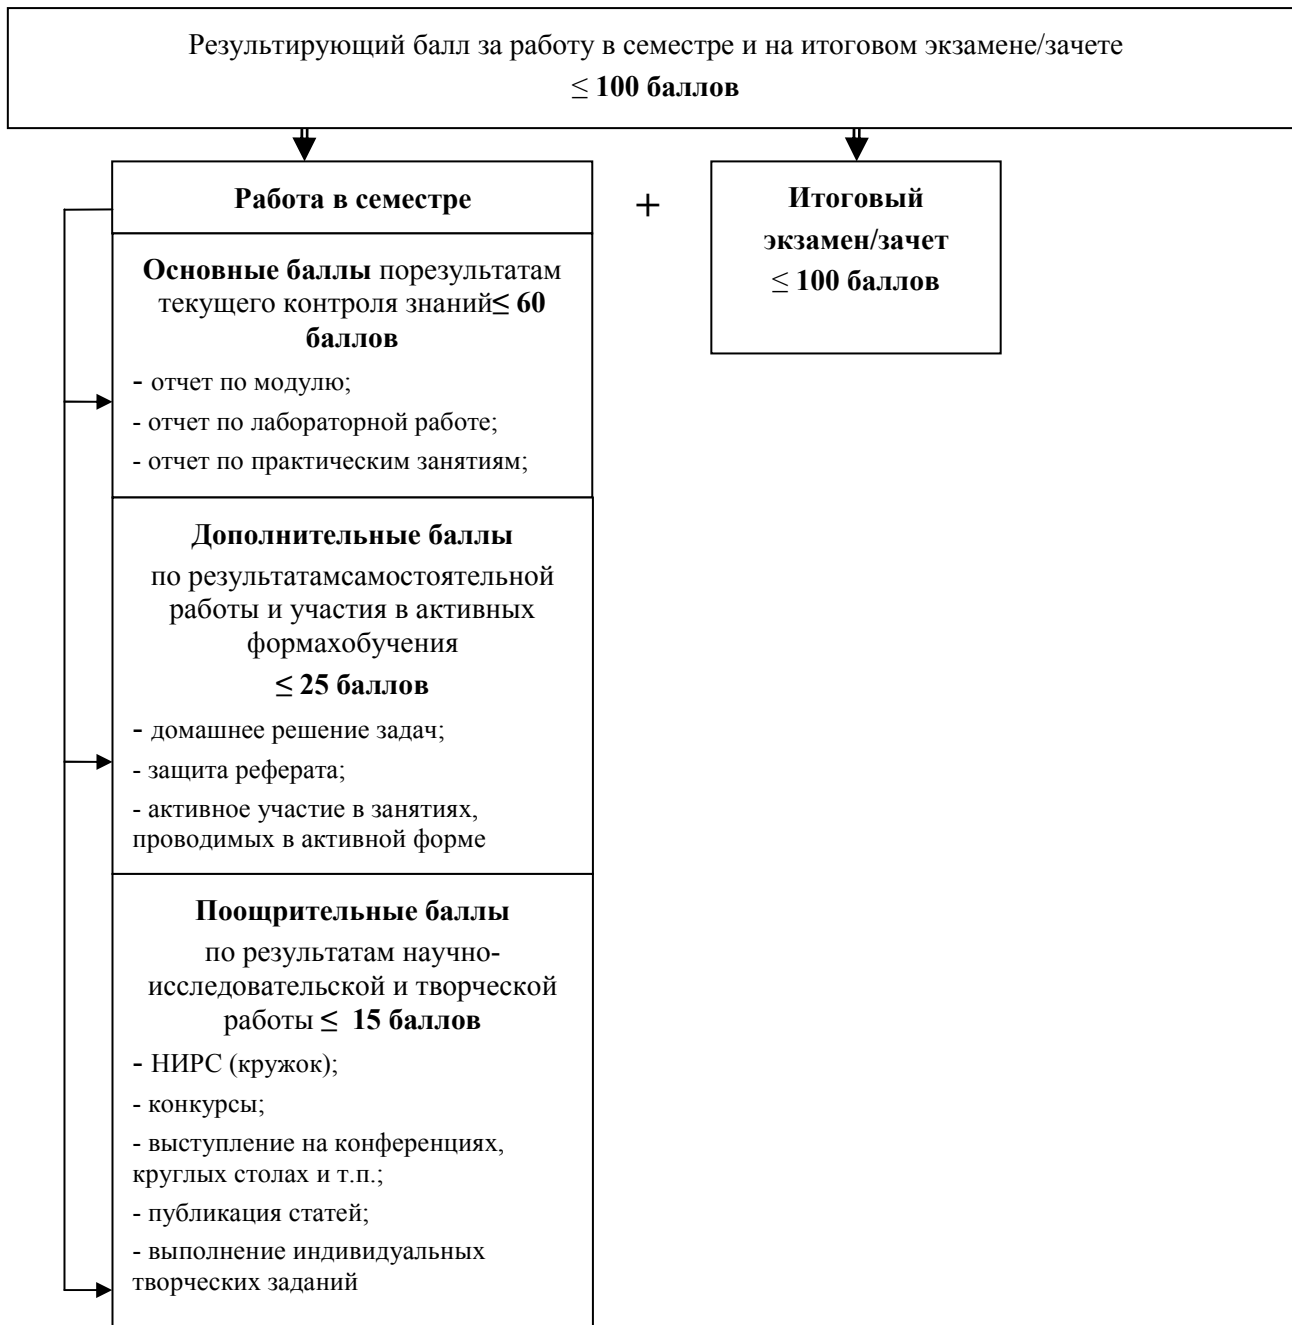 Результирующий балл за работу в семестре и на итоговом экзамене/зачете
≤ 100 баллов
Работа в семестре
+
Итоговый
экзамен/зачет
≤ 100 баллов
Основные баллы порезультатам
текущего контроля знаний≤ 60
баллов
- отчет по модулю;
- отчет по лабораторной работе;
- отчет по практическим занятиям;
Дополнительные баллы
по результатамсамостоятельной
работы и участия в активных
формахобучения
≤ 25 баллов
- домашнее решение задач;
- защита реферата;
- активное участие в занятиях,
проводимых в активной форме
Поощрительные баллы
по результатам научно-
исследовательской и творческой
работы ≤ 15 баллов
- НИРС (кружок);
- конкурсы;
- выступление на конференциях,
круглых столах и т.п.;
- публикация статей;
- выполнение индивидуальных
творческих заданий